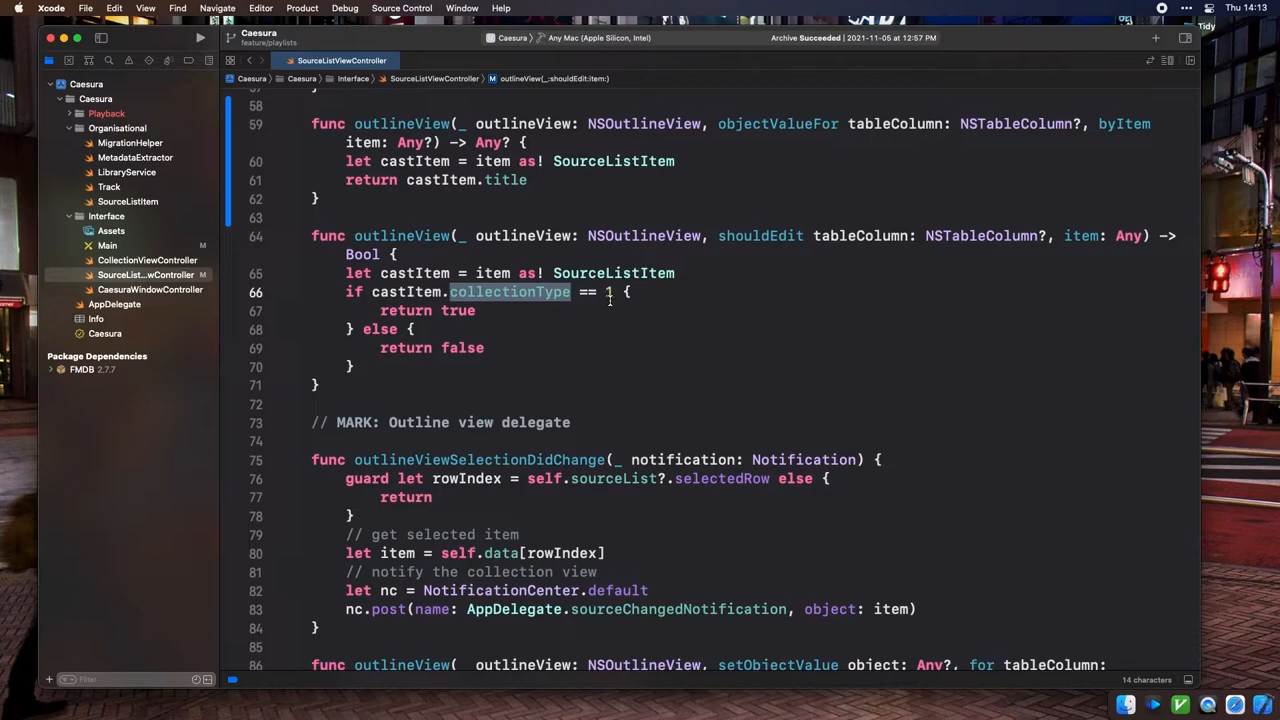 Xcode File Edit View Find Navigate Editor Product Debug Source Control Window Help Thu 14:13
Tidy
Caesura
feature/playlists
Caesura Any Mac (Apple Silicon, Intel)
Archive Succeeded | 2021-11-05 at 12:57 PM
SourceListViewController
Caesura Caesura Interface SourceListViewController M outlineView(_:shouldEdit:item:)
Caesura
Caesura
Playback
Organisational
MigrationHelper
MetadataExtractor
LibraryService
Track
SourceListItem
Interface
Assets
Main M
CollectionViewController
SourceList...wController M
CaesuraWindowController
AppDelegate
Info
Caesura
Package Dependencies
FMDB 2.7.7
Filter
57 }
58
59 func outlineView(_ outlineView: NSOutlineView, objectValueFor tableColumn: NSTableColumn?, byItem
item: Any?) -> Any? {
60 let castItem = item as! SourceListItem
61 return castItem.title
62 }
63
64 func outlineView(_ outlineView: NSOutlineView, shouldEdit tableColumn: NSTableColumn?, item: Any) ->
Bool {
65 let castItem = item as! SourceListItem
66 if castItem.collectionType == 1 {
67 return true
68 } else {
69 return false
70 }
71 }
72
73 // MARK: Outline view delegate
74
75 func outlineViewSelectionDidChange(_ notification: Notification) {
76 guard let rowIndex = self.sourceList?.selectedRow else {
77 return
78 }
79 // get selected item
80 let item = self.data[rowIndex]
81 // notify the collection view
82 let nc = NotificationCenter.default
83 nc.post(name: AppDelegate.sourceChangedNotification, object: item)
84 }
85
86 func outlineView(_ outlineView: NSOutlineView, setObjectValue object: Any?, for tableColumn:
14 characters